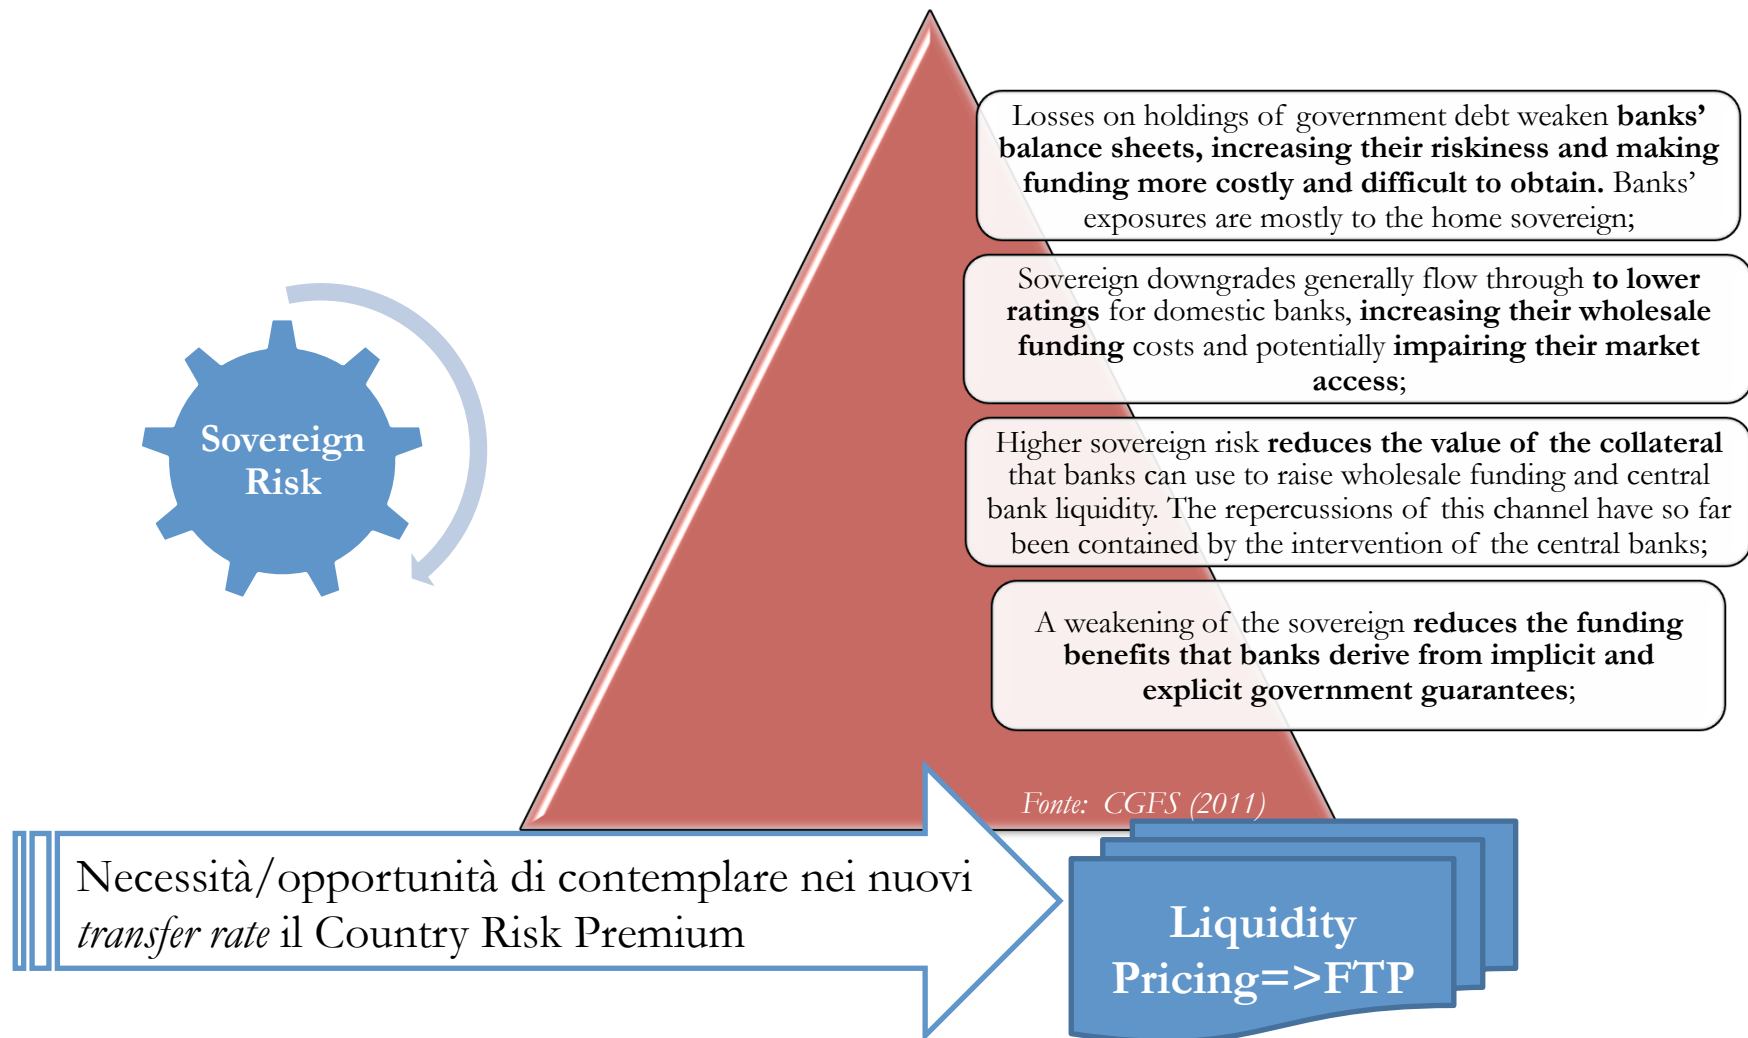 Losses on holdings of government debt weaken banks’
balance sheets, increasing their riskiness and making
funding more costly and difficult to obtain. Banks’
exposures are mostly to the home sovereign;
Sovereign downgrades generally flow through to lower
ratings for domestic banks, increasing their wholesale
funding costs and potentially impairing their market
access;
Sovereign
Risk
Higher sovereign risk reduces the value of the collateral
that banks can use to raise wholesale funding and central
bank liquidity. The repercussions of this channel have so far
been contained by the intervention of the central banks;
A weakening of the sovereign reduces the funding
benefits that banks derive from implicit and
explicit government guarantees;
Fonte: CGFS (2011)
Necessità/opportunità di contemplare nei nuovi
transfer rate il Country Risk Premium
Liquidity
Pricing=>FTP